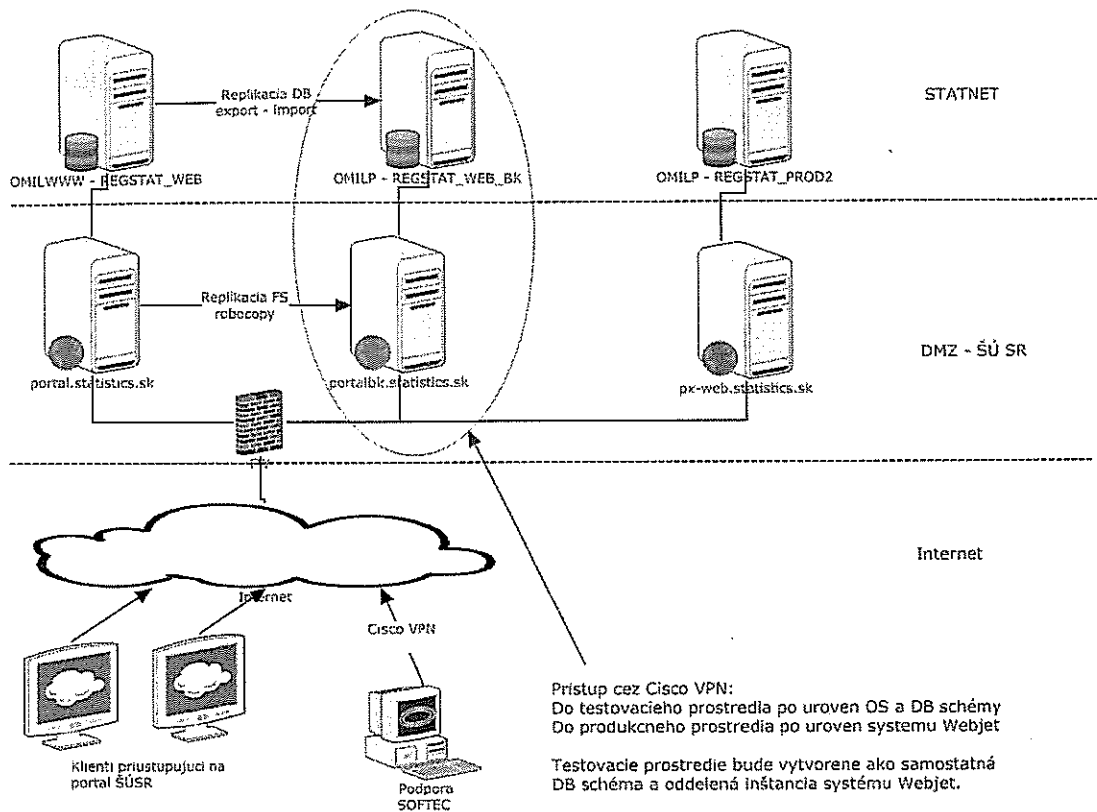 Replikacia DB
export - import
STATNET
OMILWWW - REGSTAT_WEB
OMILP - REGSTAT_WEB_BK
OMILP - REGSTAT_PROD2
Replikacia FS
robocopy
DMZ - ŠÚ SR
portal.statistics.sk
portalbk.statistics.sk
px-web.statistics.sk
Internet
Internet
Cisco VPN
Klienti priustupujuci na
portal ŠÚSR
Podpora
SOFTEC
Prístup cez Cisco VPN:
Do testovacieho prostredia po uroven OS a DB schémy
Do produkcneho prostredia po uroven systemu Webjet
Testovacie prostredie bude vytvorene ako samostatná
DB schéma a oddelená inštancia systému Webjet.